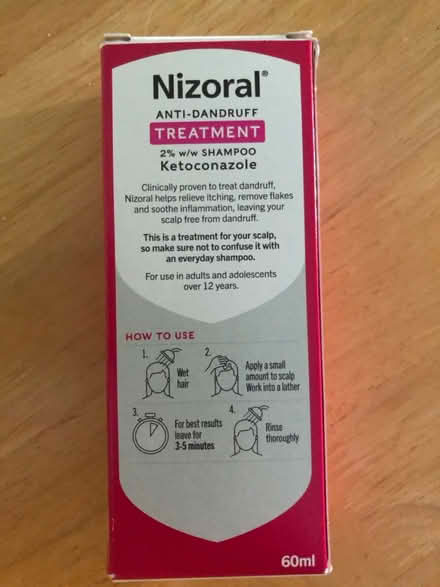 Nizoral®
ANTI-DANDRUFF
TREATMENT
2% w/w SHAMPOO
Ketoconazole
Clinically proven to treat dandruff,
Nizoral helps relieve itching, remove flakes
and soothe inflammation, leaving your
scalp free from dandruff.
This is a treatment for your scalp,
so make sure not to confuse it with
an everyday shampoo.
For use in adults and adolescents
over 12 years.
HOW TO USE
1.
Wet
hair
2.
Apply a small
amount to scalp
Work into a lather
3.
For best results
leave for
3-5 minutes
4.
Rinse
thoroughly
60ml